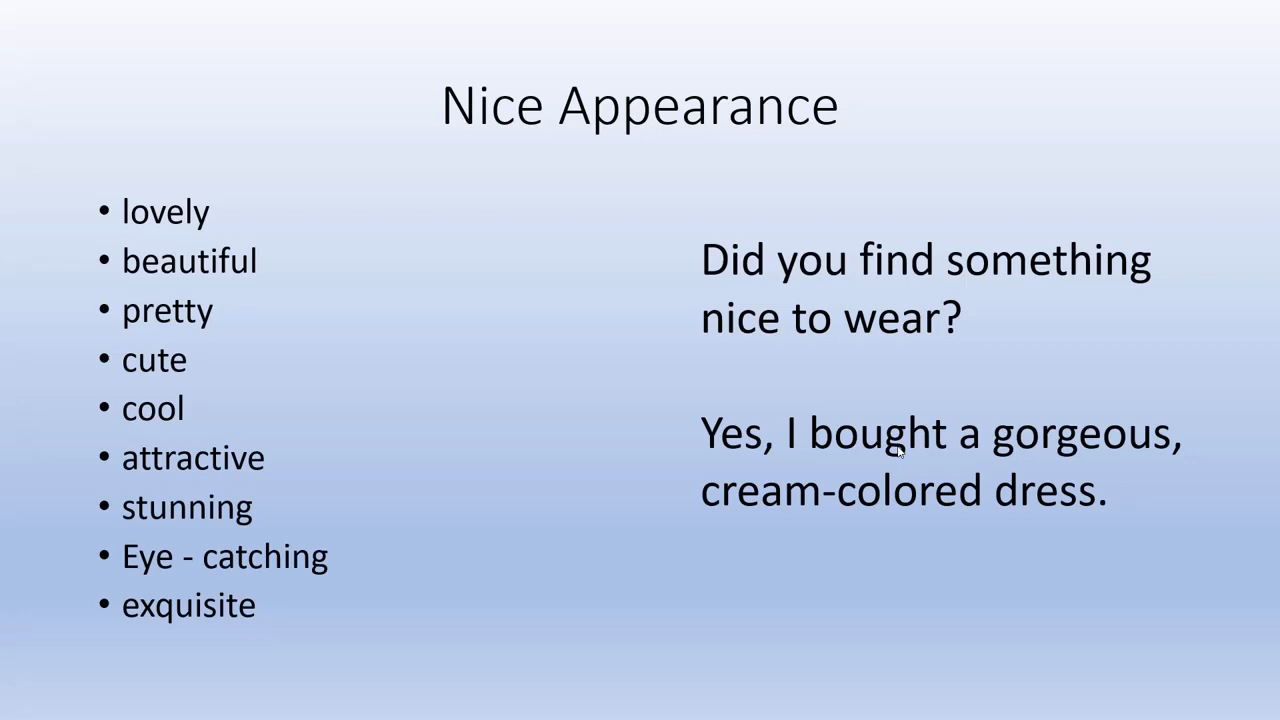 Nice Appearance
• lovely
• beautiful
• pretty
• cute
• cool
• attractive
• stunning
• Eye - catching
• exquisite
Did you find something
nice to wear?
Yes, I bought a gorgeous,
cream-colored dress.